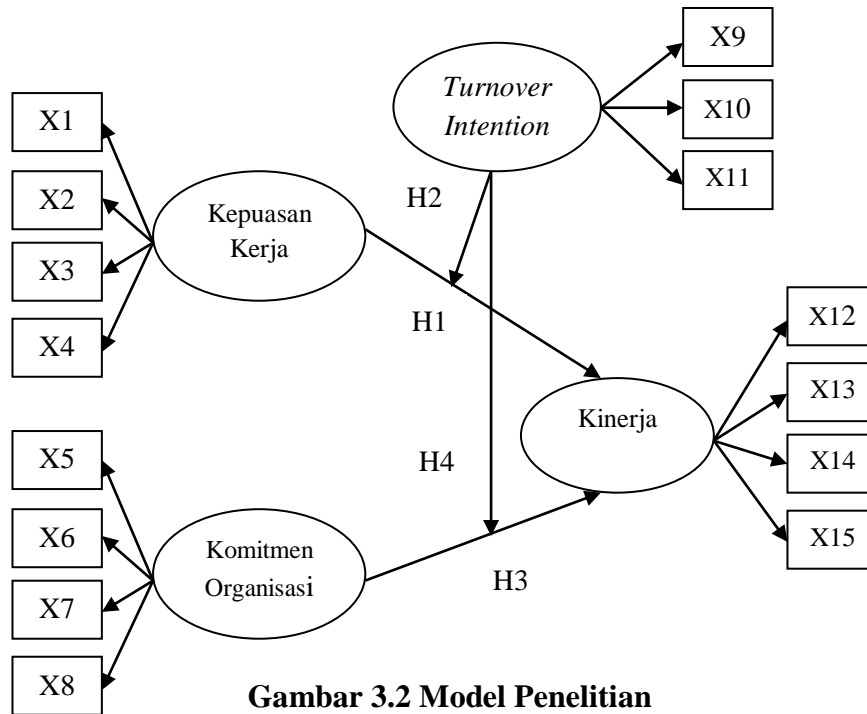 X9
Turnover
Intention
X10
X11
X1
X2
X3
X4
Kepuasan
Kerja
H2
H1
X12
X13
X14
X15
Kinerja
X5
X6
X7
X8
Komitmen
Organisasi
H4
H3
Gambar 3.2 Model Penelitian